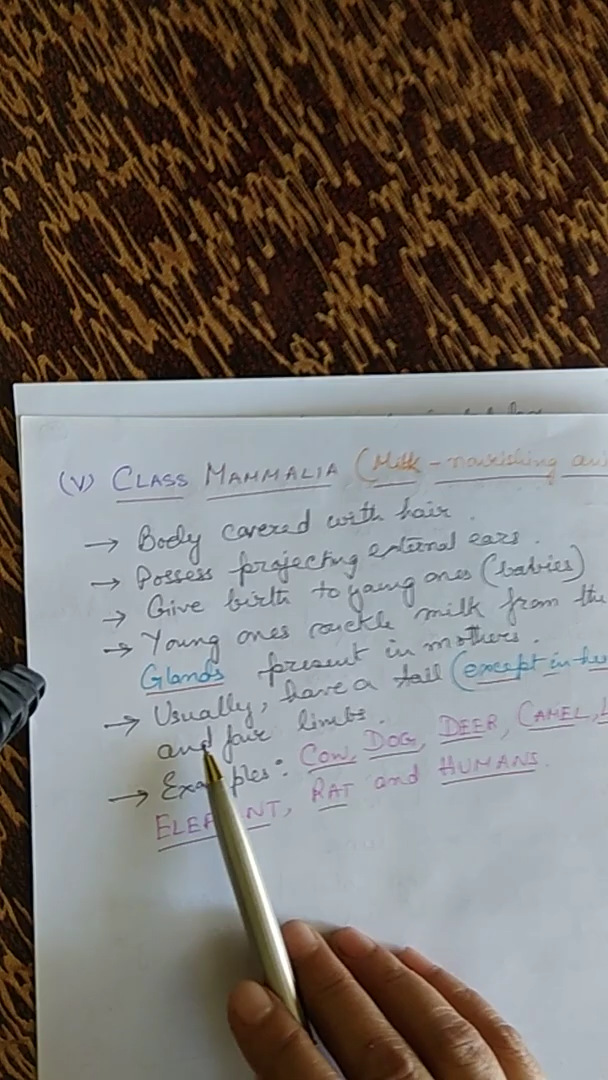 (V) CLASS MAMMALIA (Milk - nourishing
→ Body covered with hair.
→ Possess projecting external ears.
→ Give birth to young ones (babies)
→ Young ones suckle milk from the
Glands present in mothers.
→ Usually, have a tail (except in hu
and four limbs.
→ Examples: COW, DOG, DEER, CAMEL,
ELEPHANT, RAT and HUMANS.